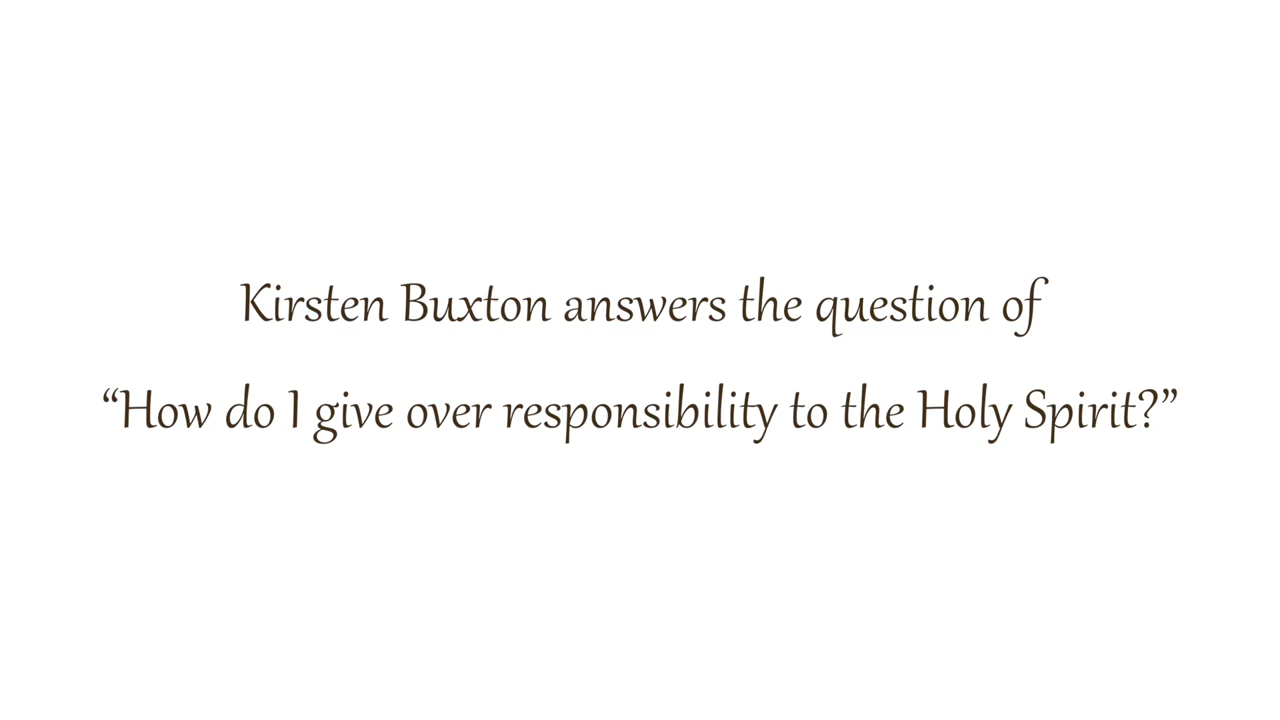 Kirsten Buxton answers the question of
“How do I give over responsibility to the Holy Spirit?”